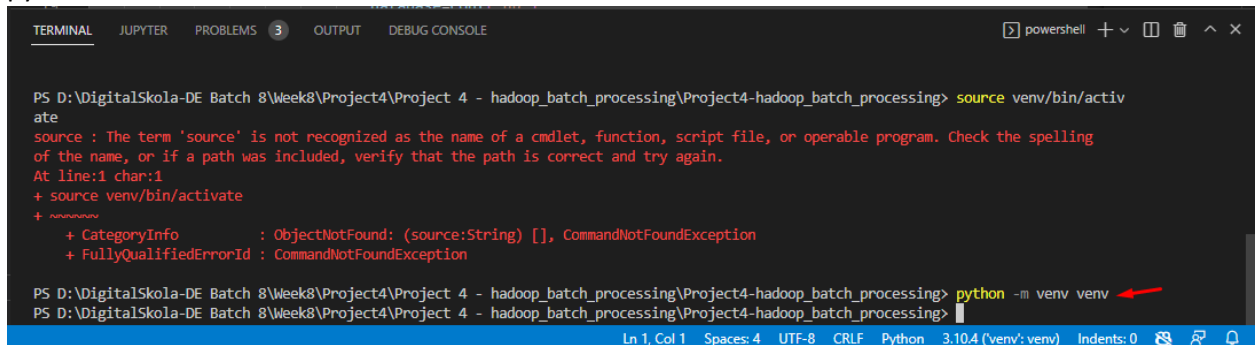 TERMINAL JUPYTER PROBLEMS 3 OUTPUT DEBUG CONSOLE powershell
PS D:\DigitalSkola-DE Batch 8\Week8\Project4\Project 4 - hadoop_batch_processing\Project4-hadoop_batch_processing> source venv/bin/activ
ate
source : The term 'source' is not recognized as the name of a cmdlet, function, script file, or operable program. Check the spelling
of the name, or if a path was included, verify that the path is correct and try again.
At line:1 char:1
+ source venv/bin/activate
+ ~~~~~~
+ CategoryInfo : ObjectNotFound: (source:String) [], CommandNotFoundException
+ FullyQualifiedErrorId : CommandNotFoundException
PS D:\DigitalSkola-DE Batch 8\Week8\Project4\Project 4 - hadoop_batch_processing\Project4-hadoop_batch_processing> python -m venv venv
PS D:\DigitalSkola-DE Batch 8\Week8\Project4\Project 4 - hadoop_batch_processing\Project4-hadoop_batch_processing>
Ln 1, Col 1 Spaces: 4 UTF-8 CRLF Python 3.10.4 ('venv': venv) Indents: 0